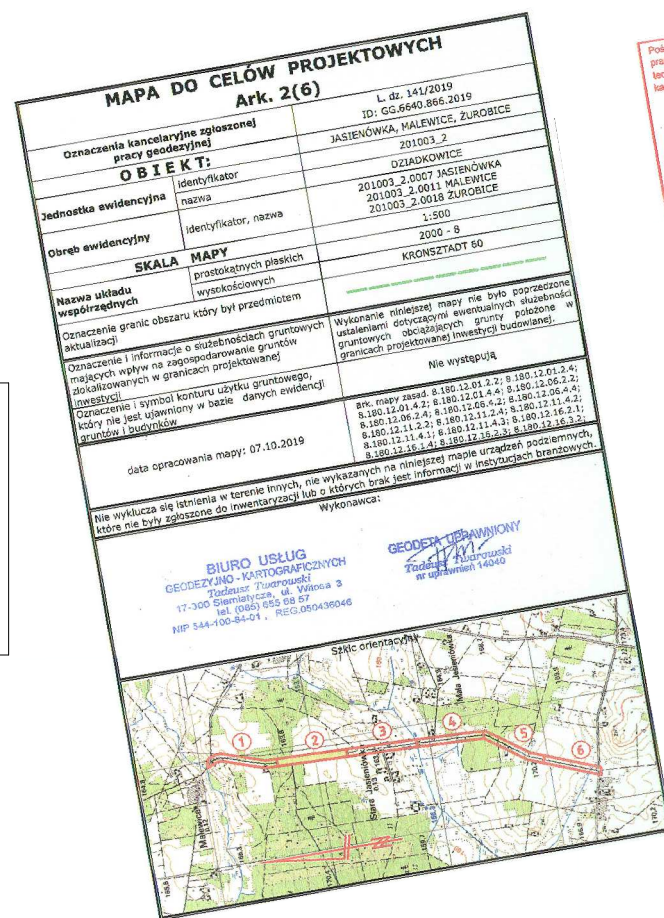 MAPA DO CELÓW PROJEKTOWYCH
Ark. 2(6)
Oznaczenia kancelaryjne zgłoszonej
pracy geodezyjnej
L. dz. 141/2019
ID: GG.6640.866.2019
O B I E K T:
JASIENÓWKA, MALEWICE, ŻUROBICE
Jednostka ewidencyjna
identyfikator
201003_2
nazwa
DZIADKOWICE
Obręb ewidencyjny
identyfikator, nazwa
201003_2.0007 JASIENÓWKA
201003_2.0011 MALEWICE
201003_2.0018 ŻUROBICE
SKALA MAPY
1:500
Nazwa układu
współrzędnych
prostokątnych płaskich
2000 - 8
wysokościowych
KRONSZTADT 60
Oznaczenie granic obszaru który był przedmiotem
aktualizacji
Oznaczenie i informacje o służebnościach gruntowych
mających wpływ na zagospodarowanie gruntów
zlokalizowanych w granicach projektowanej
inwestycji
Wykonanie niniejszej mapy nie było poprzedzone
ustaleniami dotyczącymi ewentualnych służebności
gruntowych obciążających grunty położone w
granicach projektowanej inwestycji budowlanej.
Oznaczenie i symbol konturu użytku gruntowego,
który nie jest ujawniony w bazie danych ewidencji
gruntów i budynków
Nie występują
data opracowania mapy: 07.10.2019
ark. mapy zasad. 8.180.12.01.2.2; 8.180.12.01.2.4;
8.180.12.01.4.2; 8.180.12.01.4.4; 8.180.12.06.2.2;
8.180.12.06.2.4; 8.180.12.06.4.2; 8.180.12.06.4.4;
8.180.12.11.2.2; 8.180.12.11.2.4; 8.180.12.11.4.2;
8.180.12.11.4.1; 8.180.12.11.4.3; 8.180.12.16.2.1;
8.180.12.16.1.4; 8.180.12.16.2.3; 8.180.12.16.3.2;
Nie wyklucza się istnienia w terenie innych, nie wykazanych na niniejszej mapie urządzeń podziemnych,
które nie były zgłoszone do inwentaryzacji lub o których brak jest informacji w instytucjach branżowych.
Wykonawca:
BIURO USŁUG
GEODEZYJNO - KARTOGRAFICZNYCH
Tadeusz Twarowski
17-300 Siemiatycze, ul. Witosa 3
tel. (085) 655 68 57
NIP 544-100-84-01 , REG.050436046
GEODETA UPRAWNIONY
Tadeusz Twarowski
nr uprawnień 14040
Szkic orientacyjny
1
2
3
4
5
6
Stara Jasienówka
Mała Jasienówka